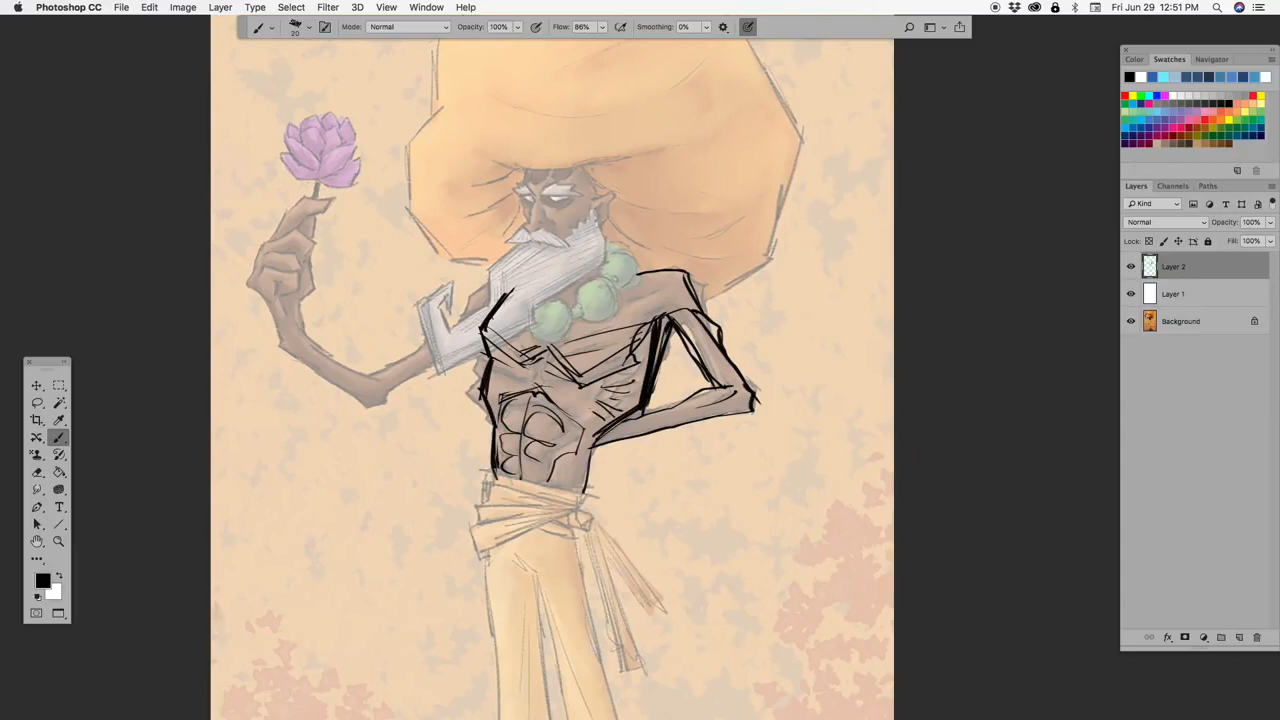 Photoshop CC File Edit Image Layer Type Select Filter 3D View Window Help Fri Jun 29 12:51 PM
20 Mode: Normal Opacity: 100% Flow: 86% Smoothing: 0%
Color Swatches Navigator
Layers Channels Paths
Kind
Normal Opacity: 100%
Lock: Fill: 100%
Layer 2
Layer 1
Background